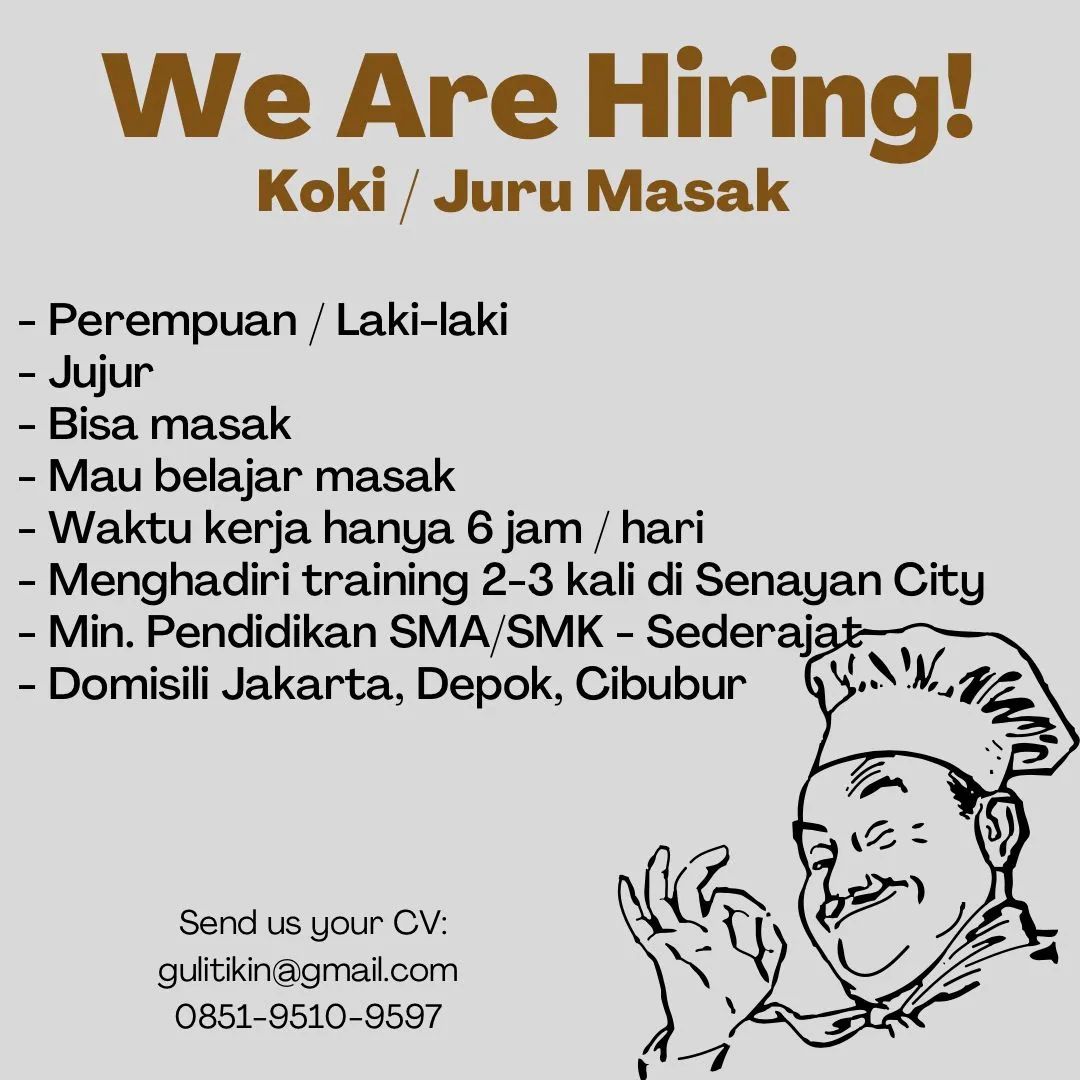 We Are Hiring!
Koki / Juru Masak
- Perempuan / Laki-laki
- Jujur
- Bisa masak
- Mau belajar masak
- Waktu kerja hanya 6 jam / hari
- Menghadiri training 2-3 kali di Senayan City
- Min. Pendidikan SMA/SMK - Sederajat
- Domisili Jakarta, Depok, Cibubur
Send us your CV:
gulitikin@gmail.com
0851-9510-9597